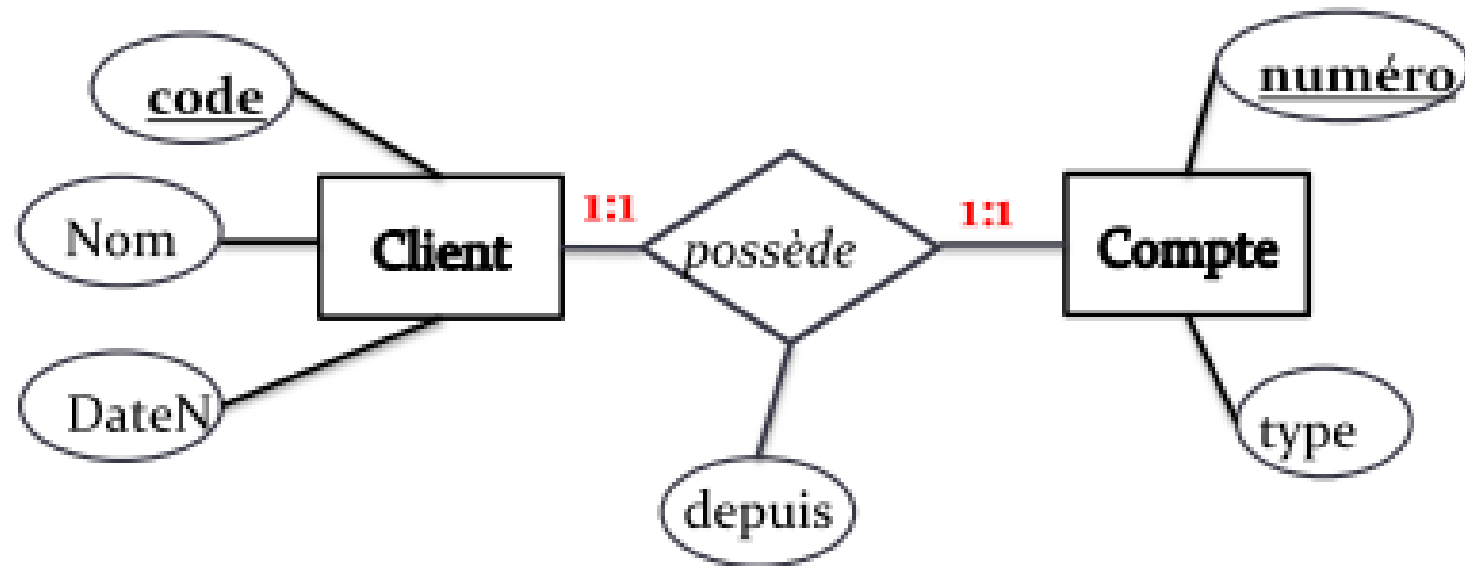 code
numéro
Nom
Client
1:1
possède
1:1
Compte
DateN
type
depuis